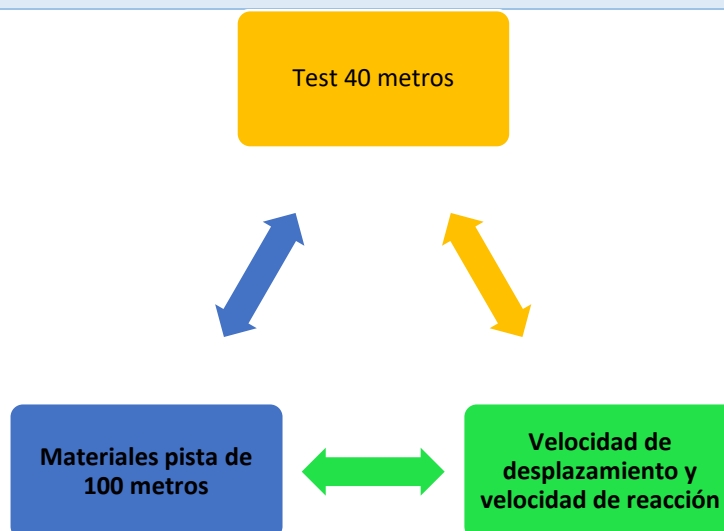 Test 40 metros
Materiales pista de
100 metros
Velocidad de
desplazamiento y
velocidad de reacción